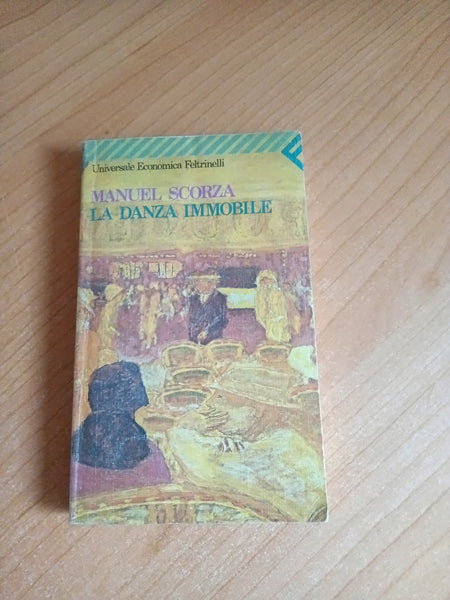 Universale Economica Feltrinelli
MANUEL SCORZA
LA DANZA IMMOBILE